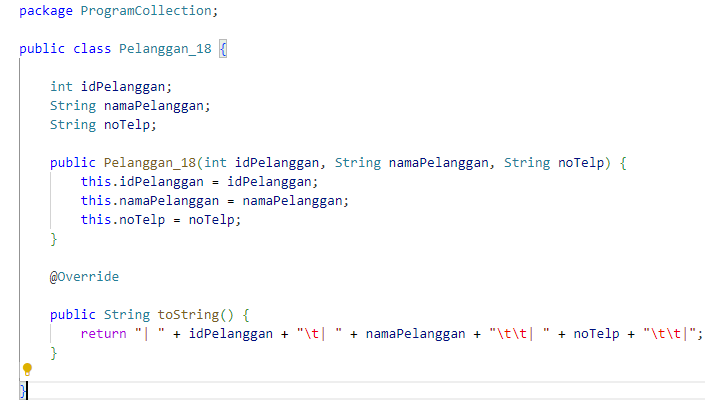 package ProgramCollection;
public class Pelanggan_18 {
int idPelanggan;
String namaPelanggan;
String noTelp;
public Pelanggan_18(int idPelanggan, String namaPelanggan, String noTelp) {
this.idPelanggan = idPelanggan;
this.namaPelanggan = namaPelanggan;
this.noTelp = noTelp;
}
@Override
public String toString() {
return "| " + idPelanggan + "\t| " + namaPelanggan + "\t\t| " + noTelp + "\t\t|";
}
}